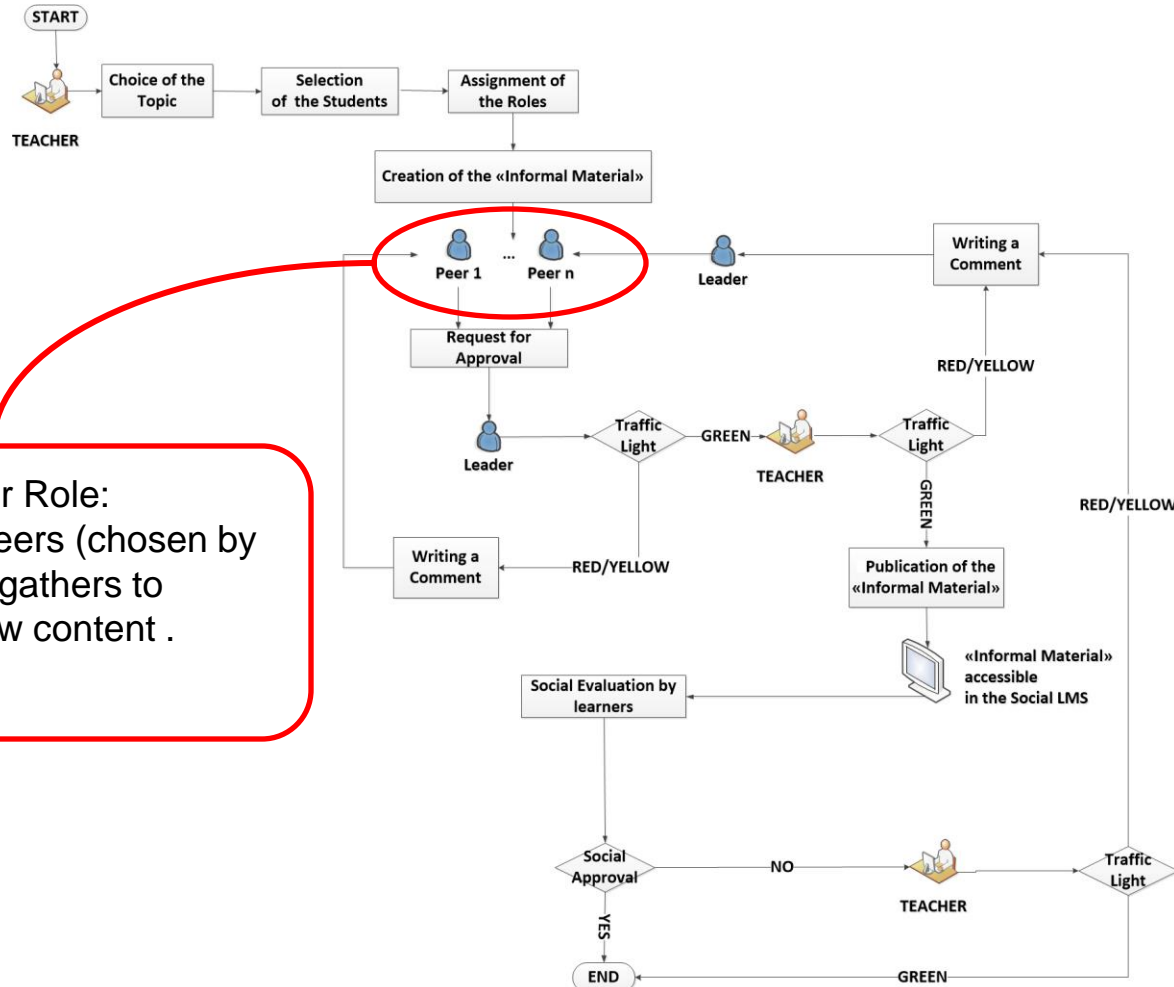 START
TEACHER
Choice of the
Topic
Selection
of the Students
Assignment of
the Roles
Creation of the «Informal Material»
Peer 1
...
Peer n
Leader
Writing a
Comment
Request for
Approval
RED/YELLOW
Leader
Traffic
Light
GREEN
TEACHER
Traffic
Light
GREEN
RED/YELLOW
r Role:
eers (chosen by
gathers to
w content .
Writing a
Comment
RED/YELLOW
Publication of the
«Informal Material»
«Informal Material»
accessible
in the Social LMS
Social Evaluation by
learners
Social
Approval
NO
TEACHER
Traffic
Light
YES
END
GREEN